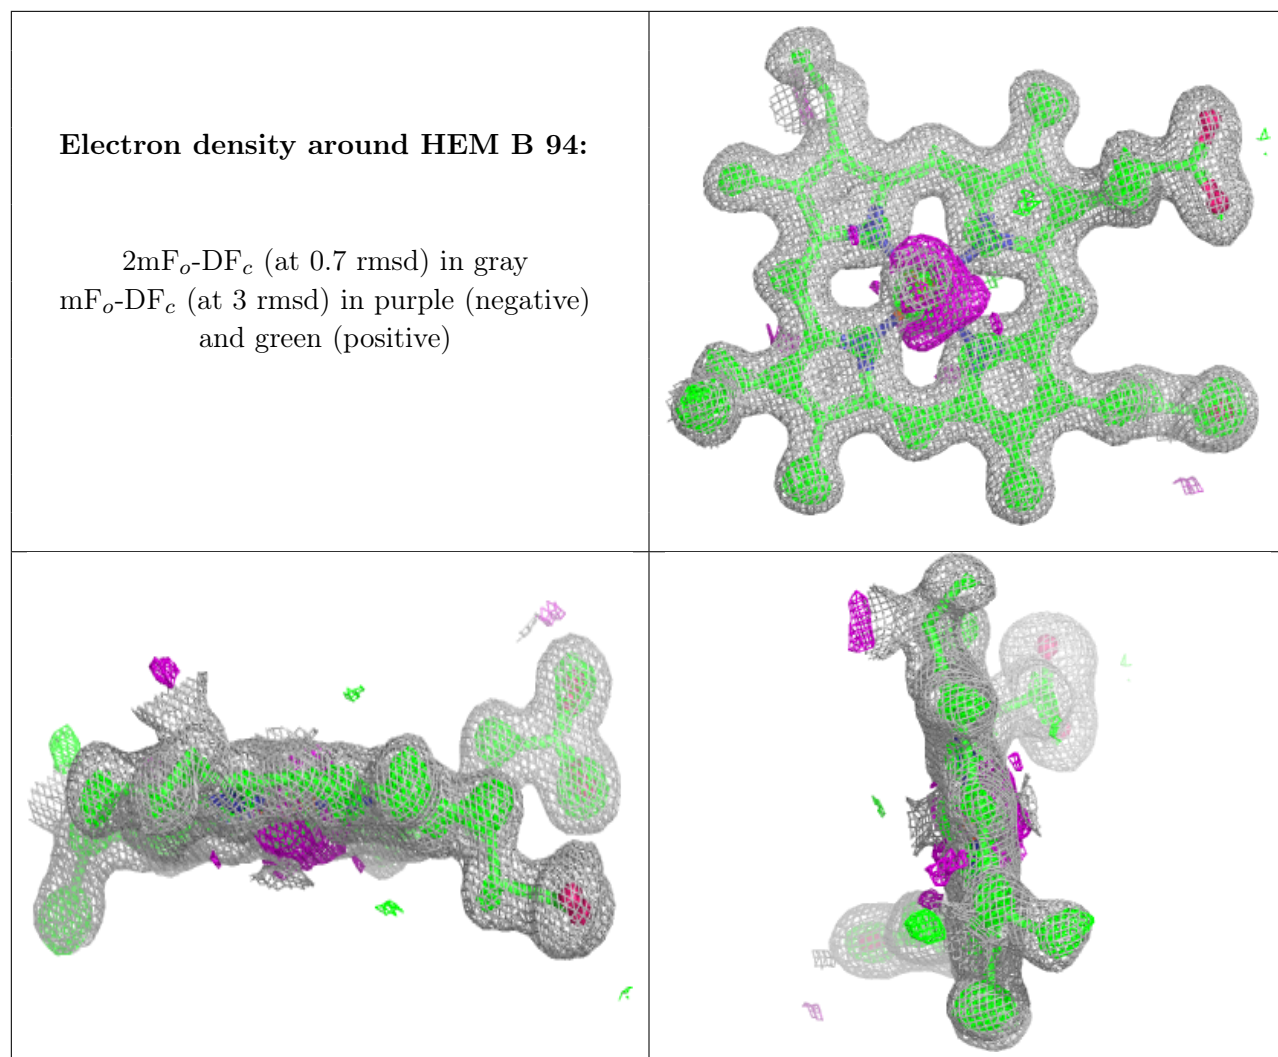 Electron density around HEM B 94:
2mFo-DFc (at 0.7 rmsd) in gray
mFo-DFc (at 3 rmsd) in purple (negative)
and green (positive)